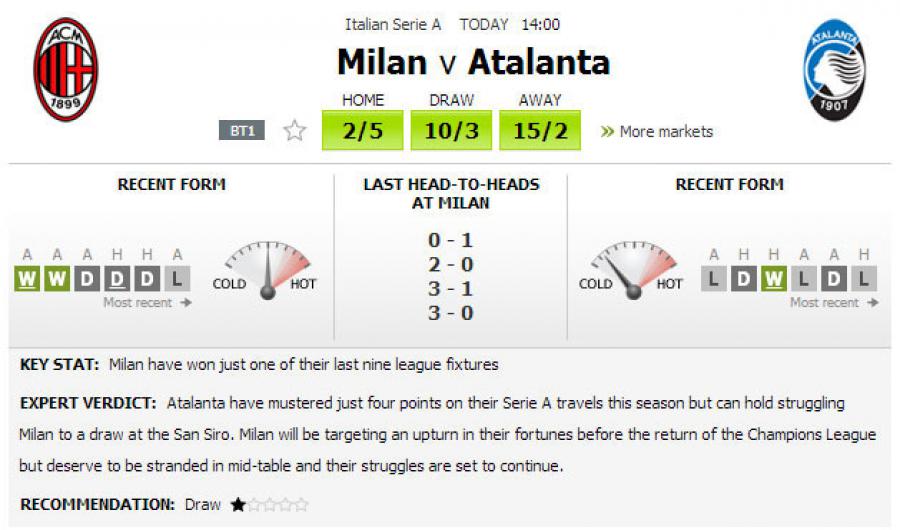 Italian Serie A TODAY 14:00
Milan v Atalanta
ACM
1899
ATALANTA
1907
HOME DRAW AWAY
BT1 2/5 10/3 15/2 » More markets
RECENT FORM
A A A H H A
W W D D D L
Most recent →
COLD HOT
LAST HEAD-TO-HEADS
AT MILAN
0 - 1
2 - 0
3 - 1
3 - 0
RECENT FORM
COLD HOT
A H H A A H
L D W L D L
Most recent →
KEY STAT: Milan have won just one of their last nine league fixtures
EXPERT VERDICT: Atalanta have mustered just four points on their Serie A travels this season but can hold struggling
Milan to a draw at the San Siro. Milan will be targeting an upturn in their fortunes before the return of the Champions League
but deserve to be stranded in mid-table and their struggles are set to continue.
RECOMMENDATION: Draw ★☆☆☆☆